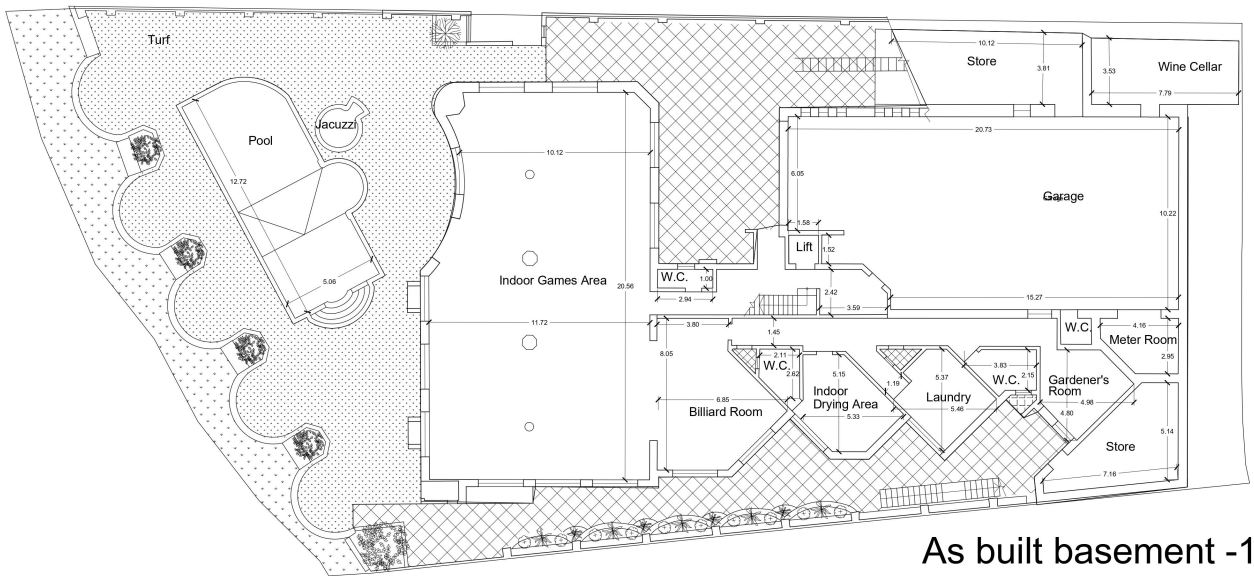 Turf
10.12
Store
3.81
3.53
Wine Cellar
7.79
Jacuzzi
Pool
20.73
10.12
12.72
6.05
Garage
10.22
1.58
Lift
1.52
W.C.
1.00
Indoor Games Area
20.56
2.42
5.06
2.94
3.59
15.27
11.72
3.80
1.45
W.C.
4.16
Meter Room
2.95
8.05
2.11
W.C.
2.62
5.15
1.19
5.37
3.83
2.15
W.C.
Gardener's
Room
Indoor
Drying Area
Laundry
6.85
4.98
Billiard Room
5.33
5.46
4.80
Store
5.14
7.16
As built basement -1